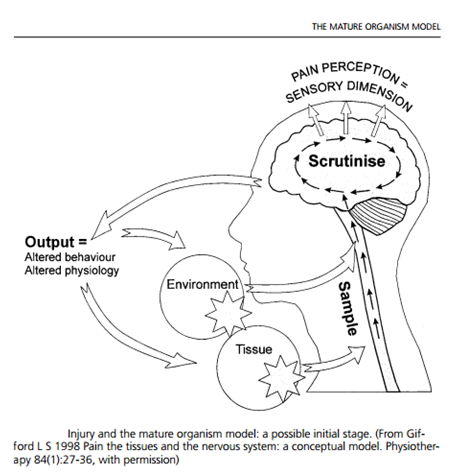 THE MATURE ORGANISM MODEL
PAIN PERCEPTION =
SENSORY DIMENSION
Scrutinise
Output =
Altered behaviour
Altered physiology
Environment
Sample
Tissue
Injury and the mature organism model: a possible initial stage. (From Gif-
ford L S 1998 Pain the tissues and the nervous system: a conceptual model. Physiother-
apy 84(1):27-36, with permission)